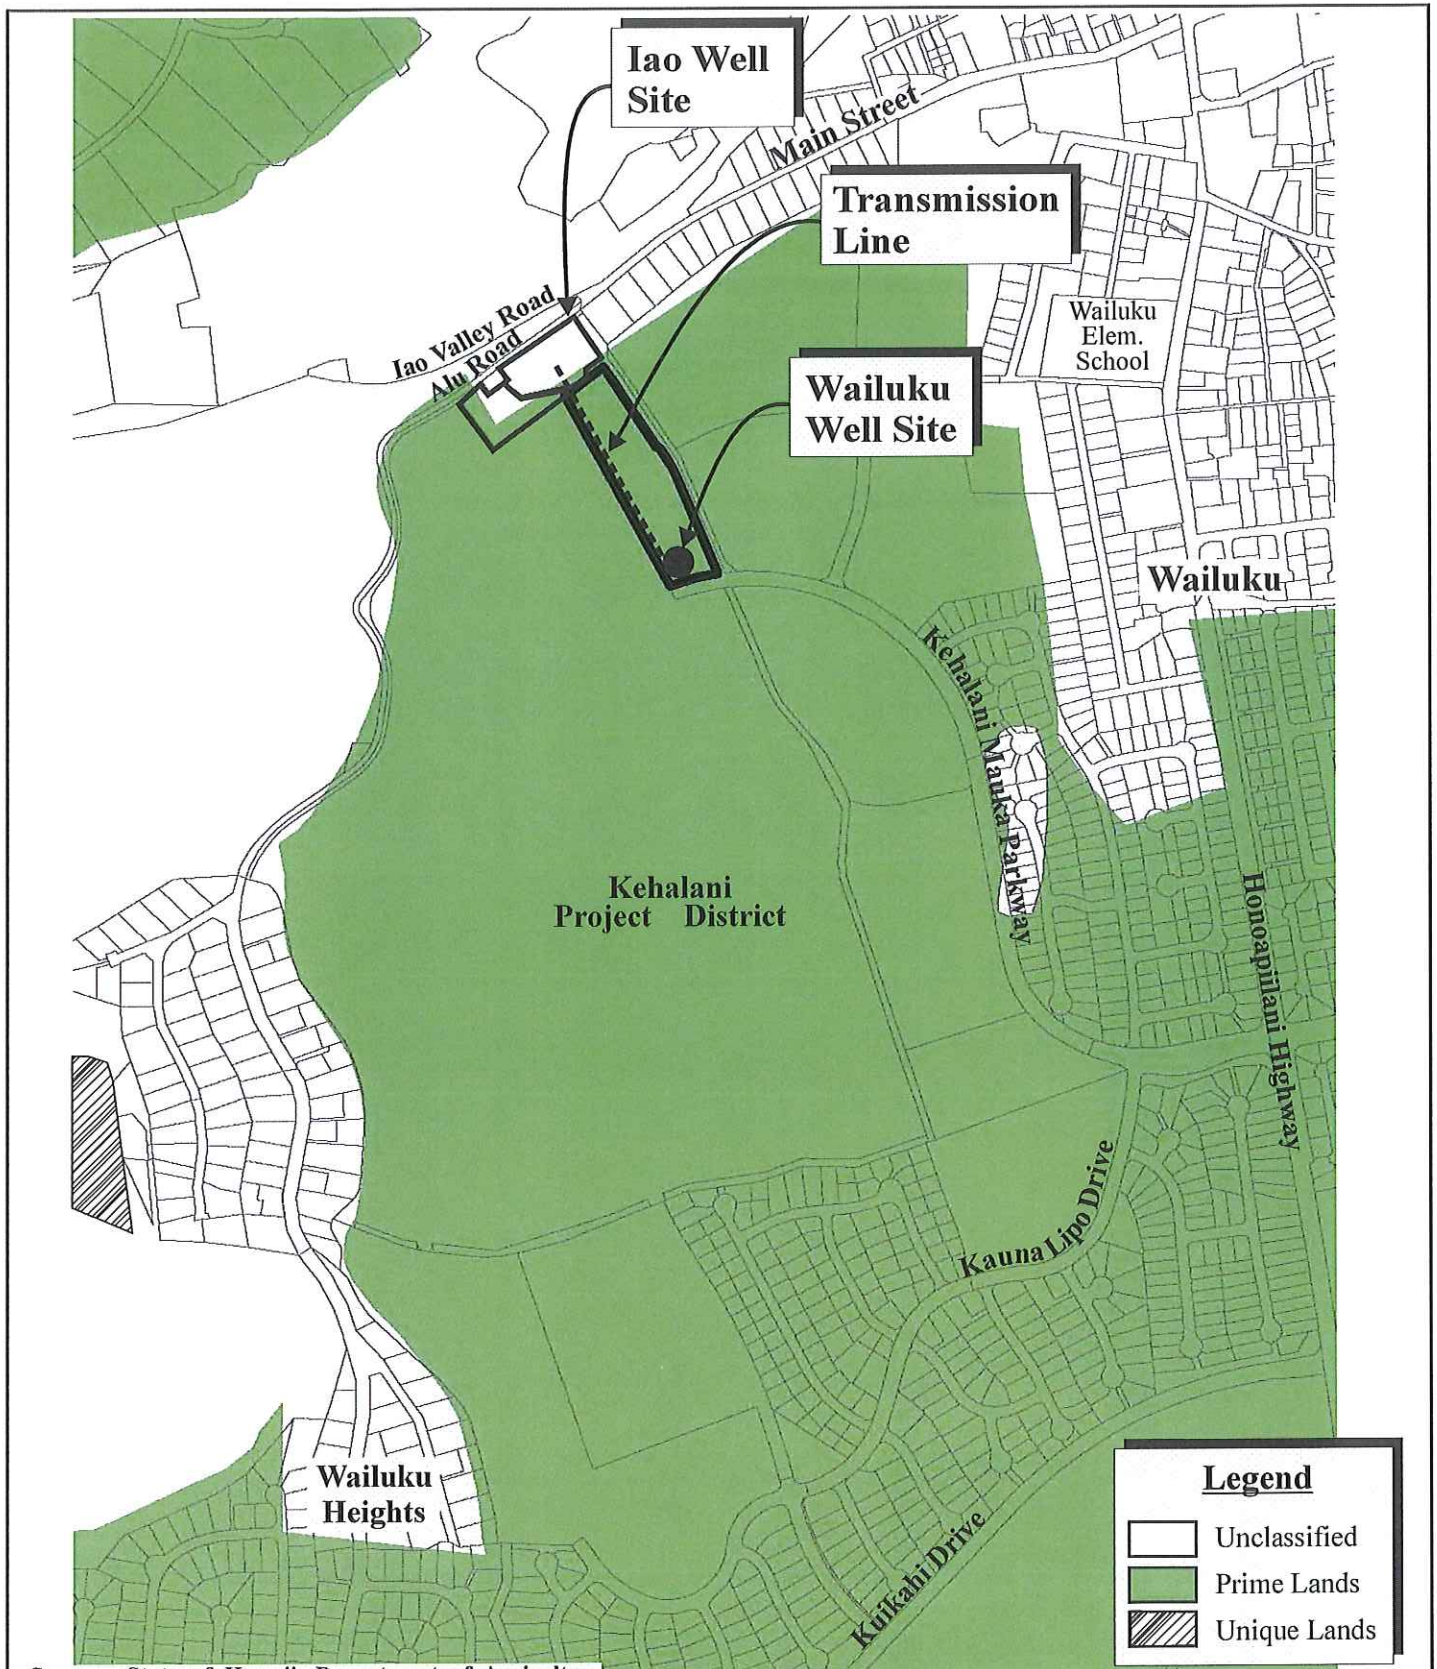 Iao Well
Site
Main Street
Transmission
Line
Iao Valley Road
Alu Road
Wailuku
Elem.
School
Wailuku
Well Site
Wailuku
Kehalani Mauka Parkway
Kehalani
Project District
Honoapiilani Highway
Kauna Lipo Drive
Wailuku
Heights
Kuikahi Drive
Legend
Unclassified
Prime Lands
Unique Lands